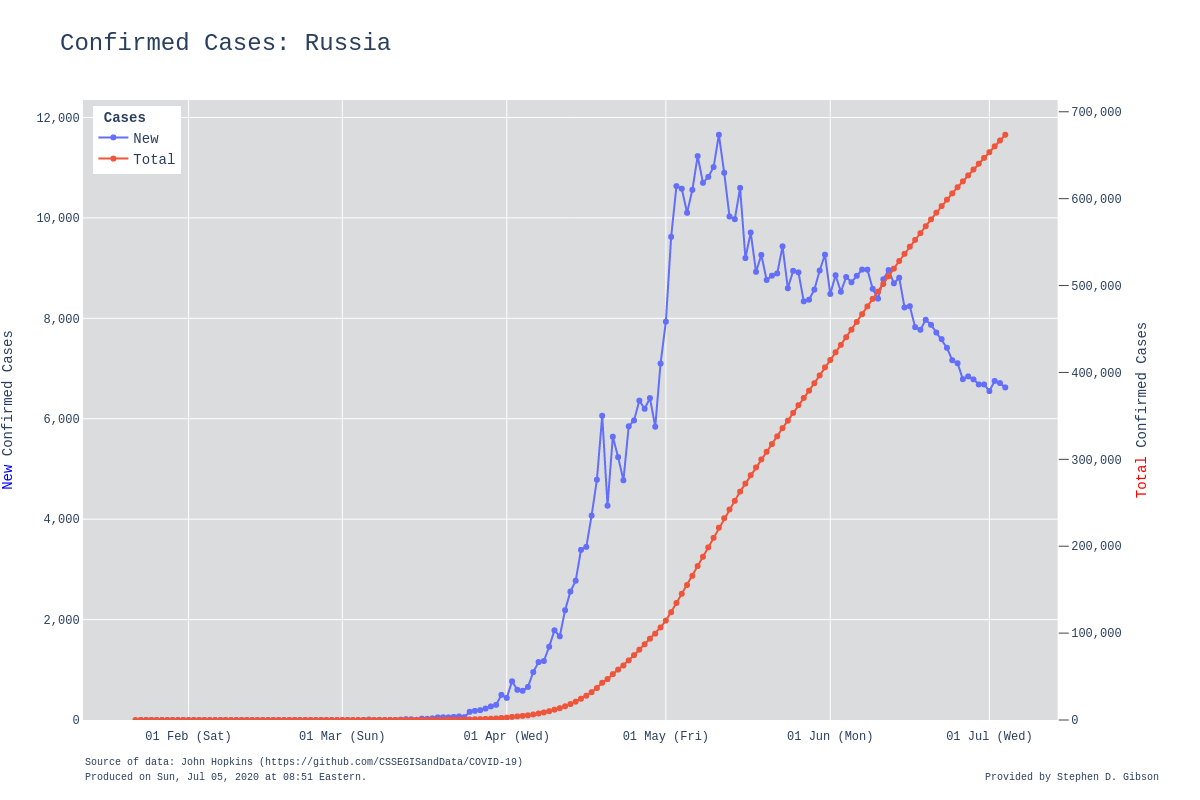 Confirmed Cases: Russia
Cases
New
Total
12,000
10,000
8,000
6,000
4,000
2,000
0
New Confirmed Cases
700,000
600,000
500,000
400,000
300,000
200,000
100,000
0
Total Confirmed Cases
01 Feb (Sat)
01 Mar (Sun)
01 Apr (Wed)
01 May (Fri)
01 Jun (Mon)
01 Jul (Wed)
Source of data: John Hopkins (https://github.com/CSSEGISandData/COVID-19)
Produced on Sun, Jul 05, 2020 at 08:51 Eastern.
Provided by Stephen D. Gibson